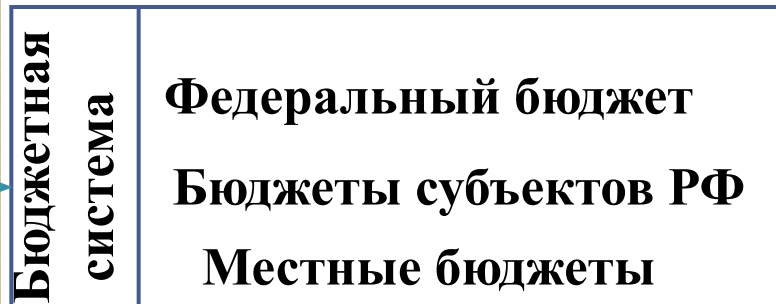 Бюджетная
система
Федеральный бюджет
Бюджеты субъектов РФ
Местные бюджеты